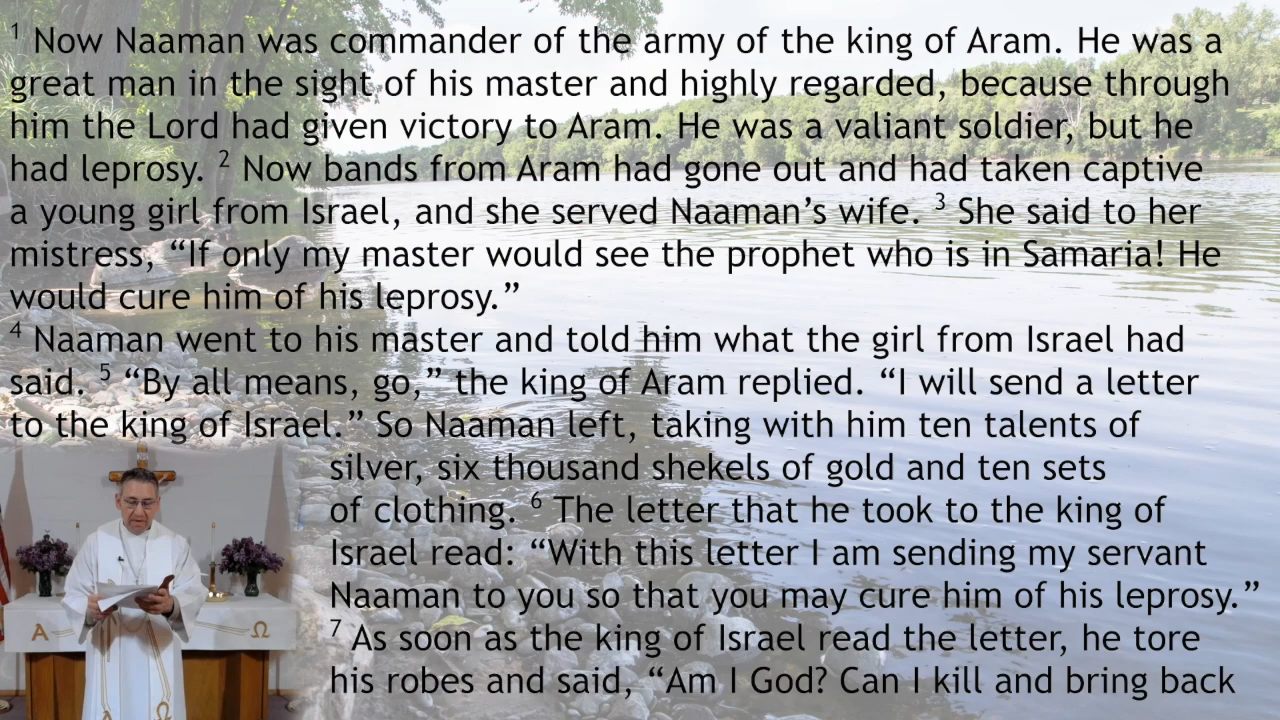 1 Now Naaman was commander of the army of the king of Aram. He was a
great man in the sight of his master and highly regarded, because through
him the Lord had given victory to Aram. He was a valiant soldier, but he
had leprosy. 2 Now bands from Aram had gone out and had taken captive
a young girl from Israel, and she served Naaman’s wife. 3 She said to her
mistress, “If only my master would see the prophet who is in Samaria! He
would cure him of his leprosy.”
4 Naaman went to his master and told him what the girl from Israel had
said. 5 “By all means, go,” the king of Aram replied. “I will send a letter
to the king of Israel.” So Naaman left, taking with him ten talents of
silver, six thousand shekels of gold and ten sets
of clothing. 6 The letter that he took to the king of
Israel read: “With this letter I am sending my servant
Naaman to you so that you may cure him of his leprosy.”
7 As soon as the king of Israel read the letter, he tore
his robes and said, “Am I God? Can I kill and bring back
Α Ω
Α Ω